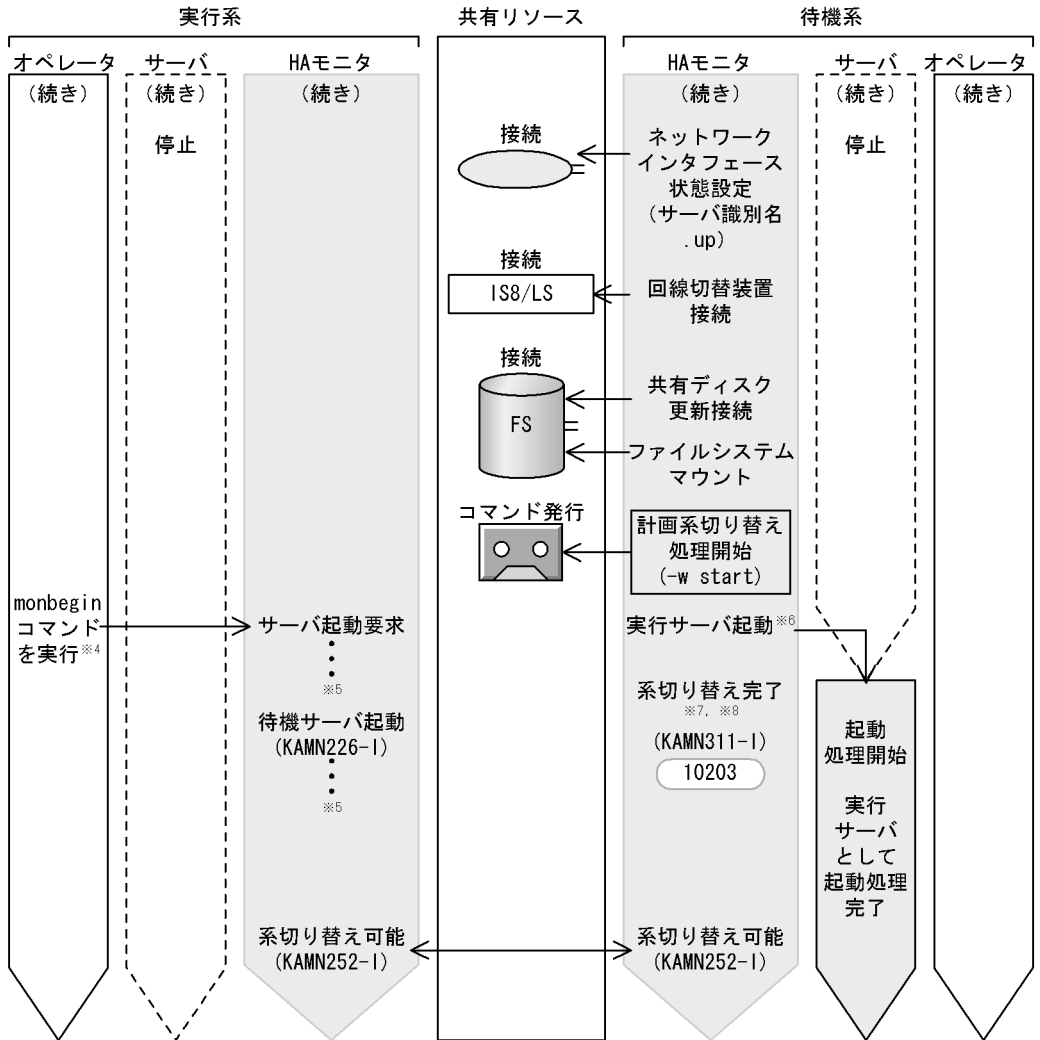 実行系
共有リソース
待機系
オペレータ
サーバ
HAモニタ
HAモニタ
サーバ
オペレータ
(続き)
(続き)
(続き)
(続き)
(続き)
(続き)
停止
停止
接続
ネットワーク
インタフェース
状態設定
(サーバ識別名
.up)
接続
IS8/LS
回線切替装置
接続
接続
FS
共有ディスク
更新接続
ファイルシステム
マウント
コマンド発行
計画系切り替え
処理開始
(-w start)
monbegin
コマンド
を実行※4
サーバ起動要求
※5
待機サーバ起動
(KAMN226-I)
※5
実行サーバ起動※6
系切り替え完了
※7, ※8
(KAMN311-I)
10203
起動
処理開始
実行
サーバ
として
起動処理
完了
系切り替え可能
(KAMN252-I)
系切り替え可能
(KAMN252-I)